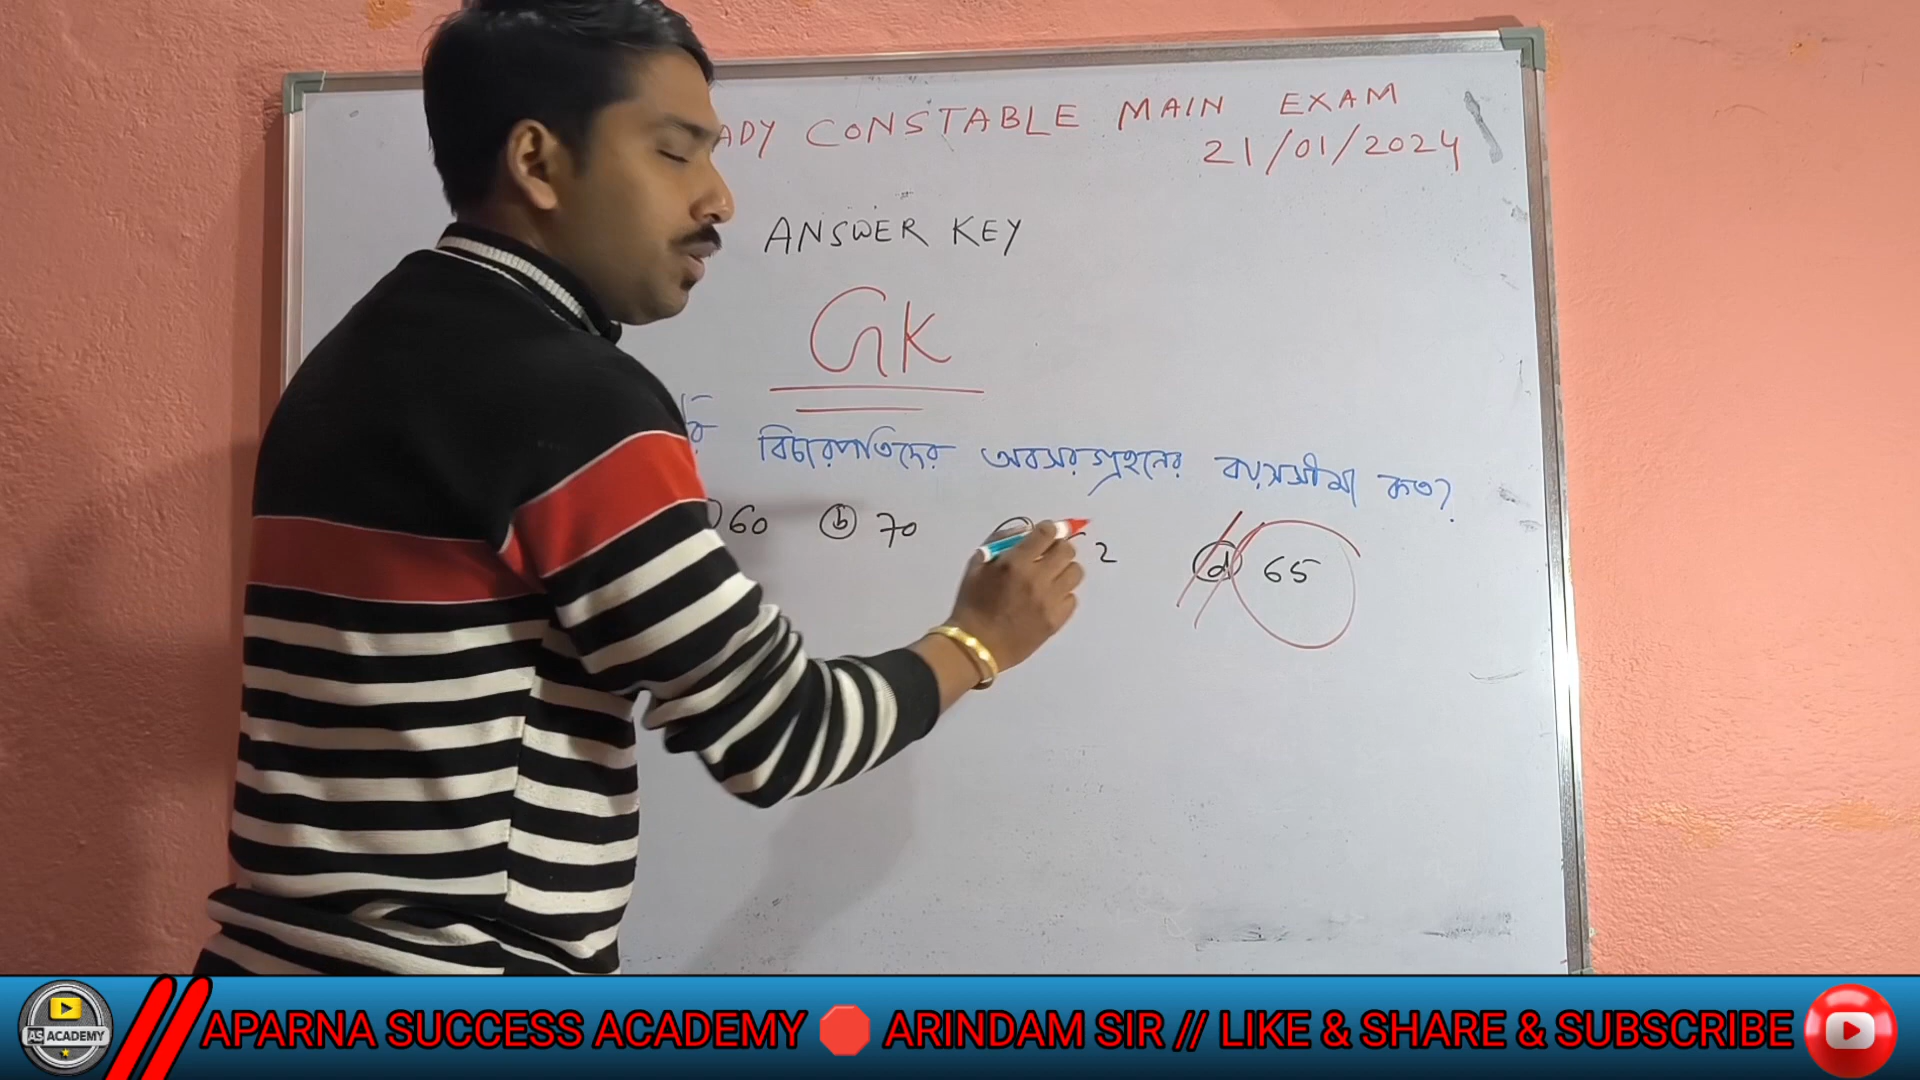 ADY CONSTABLE MAIN EXAM
21/01/2024
ANSWER KEY
GK
বিচারপতিদের অবসরগ্রহনের বয়সসীমা কত?
60 (b) 70 2 (d) 65
AS ACADEMY
APARNA SUCCESS ACADEMY ARINDAM SIR // LIKE & SHARE & SUBSCRIBE